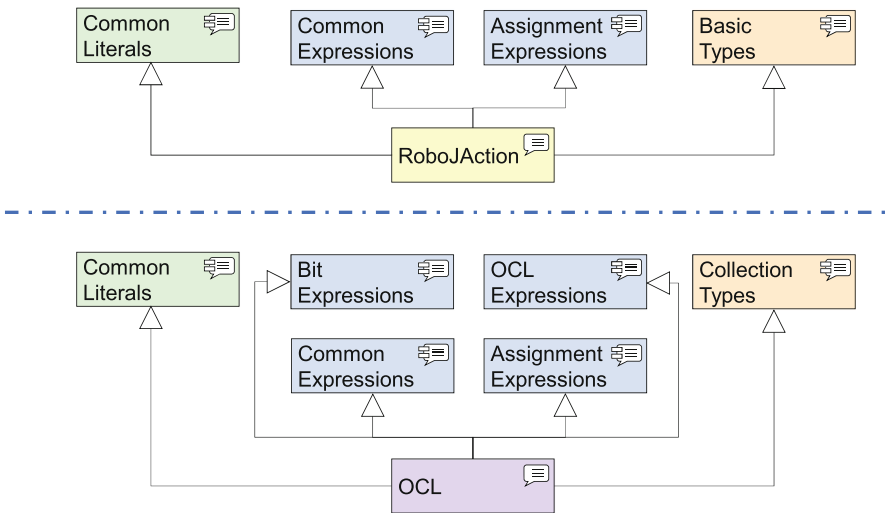 Common
Literals
Common
Expressions
Assignment
Expressions
Basic
Types
RoboJAction
Common
Literals
Bit
Expressions
OCL
Expressions
Collection
Types
Common
Expressions
Assignment
Expressions
OCL